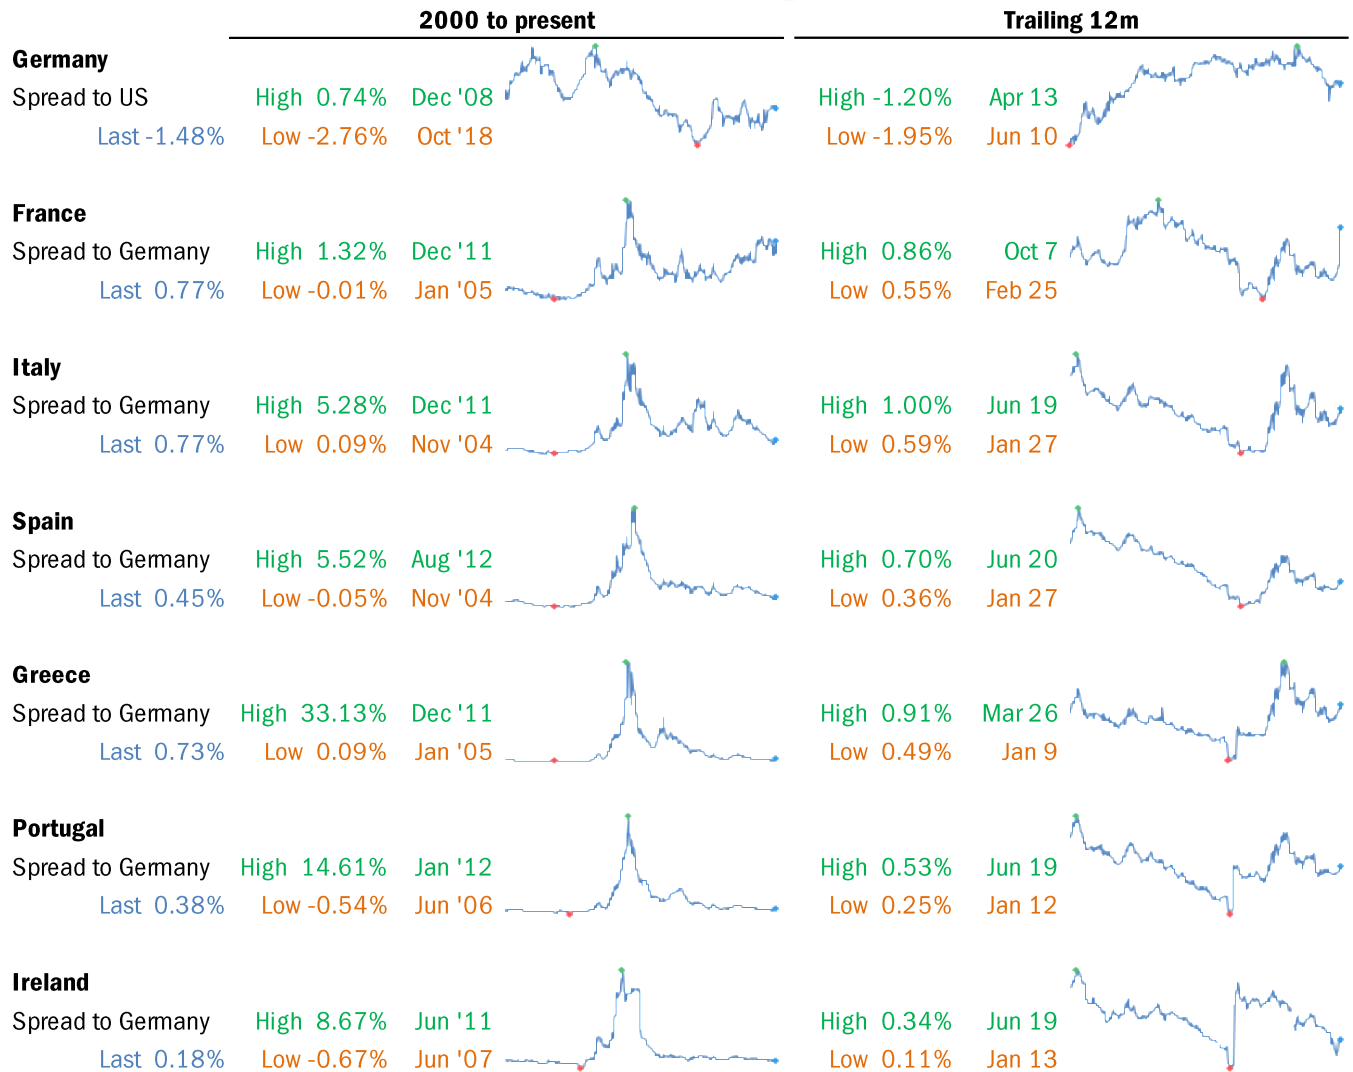 2000 to present Trailing 12m
Germany
Spread to US High 0.74% Dec '08 High -1.20% Apr 13
Last -1.48% Low -2.76% Oct '18 Low -1.95% Jun 10
France
Spread to Germany High 1.32% Dec '11 High 0.86% Oct 7
Last 0.77% Low -0.01% Jan '05 Low 0.55% Feb 25
Italy
Spread to Germany High 5.28% Dec '11 High 1.00% Jun 19
Last 0.77% Low 0.09% Nov '04 Low 0.59% Jan 27
Spain
Spread to Germany High 5.52% Aug '12 High 0.70% Jun 20
Last 0.45% Low -0.05% Nov '04 Low 0.36% Jan 27
Greece
Spread to Germany High 33.13% Dec '11 High 0.91% Mar 26
Last 0.73% Low 0.09% Jan '05 Low 0.49% Jan 9
Portugal
Spread to Germany High 14.61% Jan '12 High 0.53% Jun 19
Last 0.38% Low -0.54% Jun '06 Low 0.25% Jan 12
Ireland
Spread to Germany High 8.67% Jun '11 High 0.34% Jun 19
Last 0.18% Low -0.67% Jun '07 Low 0.11% Jan 13